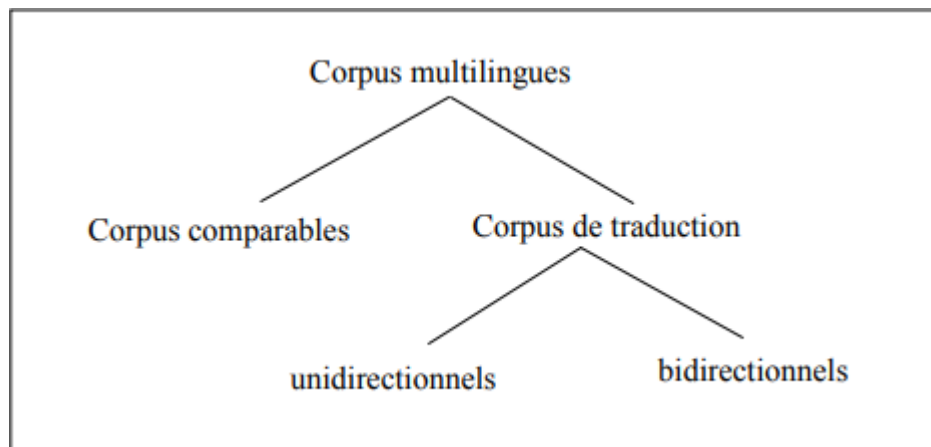 Corpus multilingues
Corpus comparables
Corpus de traduction
unidirectionnels
bidirectionnels